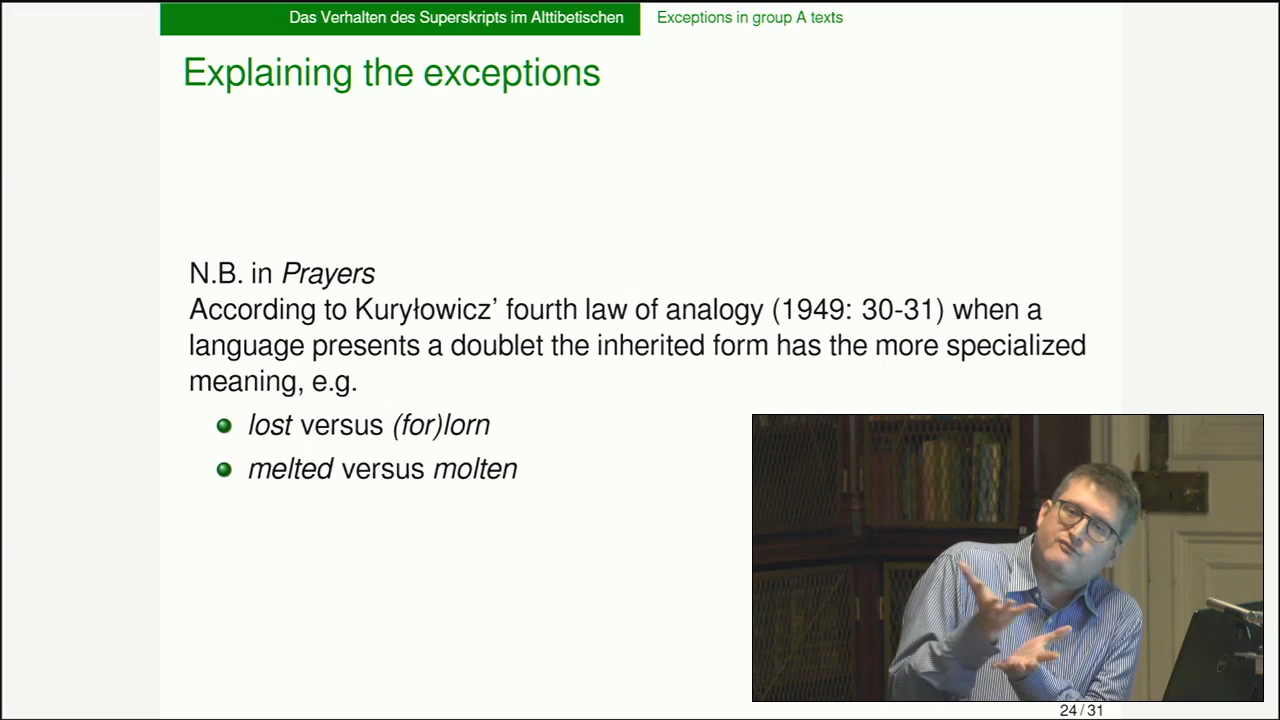 Das Verhalten des Superskripts im Alttibetischen
Exceptions in group A texts
Explaining the exceptions
N.B. in Prayers
According to Kuryłowicz’ fourth law of analogy (1949: 30-31) when a
language presents a doublet the inherited form has the more specialized
meaning, e.g.
lost versus (for)lorn
melted versus molten
24 / 31